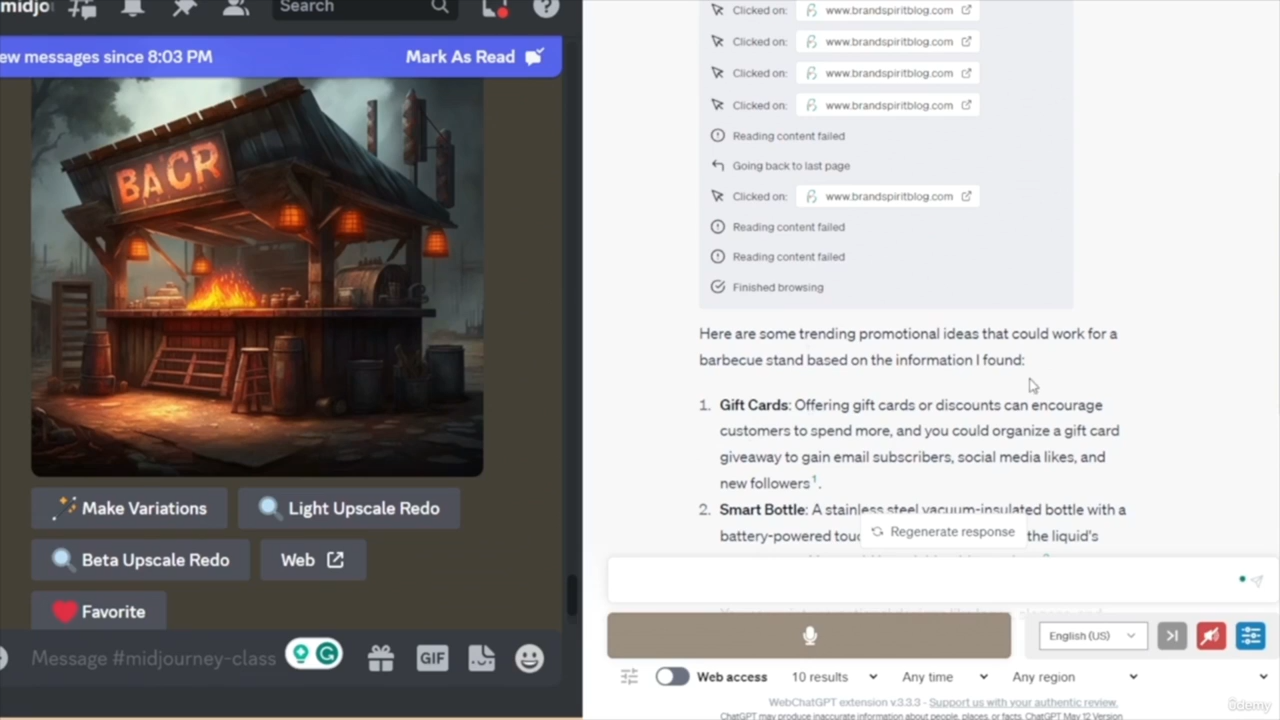 midjo
Search
ew messages since 8:03 PM
Mark As Read
BACR
Make Variations
Light Upscale Redo
Beta Upscale Redo
Web
Favorite
Message #midjourney-class
GIF
Clicked on: www.brandspiritblog.com
Clicked on: www.brandspiritblog.com
Clicked on: www.brandspiritblog.com
Clicked on: www.brandspiritblog.com
Reading content failed
Going back to last page
Clicked on: www.brandspiritblog.com
Reading content failed
Reading content failed
Finished browsing
Here are some trending promotional ideas that could work for a
barbecue stand based on the information I found:
1. Gift Cards: Offering gift cards or discounts can encourage
customers to spend more, and you could organize a gift card
giveaway to gain email subscribers, social media likes, and
new followers 1.
2. Smart Bottle: A stainless steel vacuum-insulated bottle with a
battery-powered the liquid's
Regenerate response
English (US)
Web access
10 results
Any time
Any region
WebChatGPT extension v.3.3.3 - Support us with your authentic review.
ChatGPT may produce inaccurate information about people, places, or facts. ChatGPT May 12 Version
ûdemy